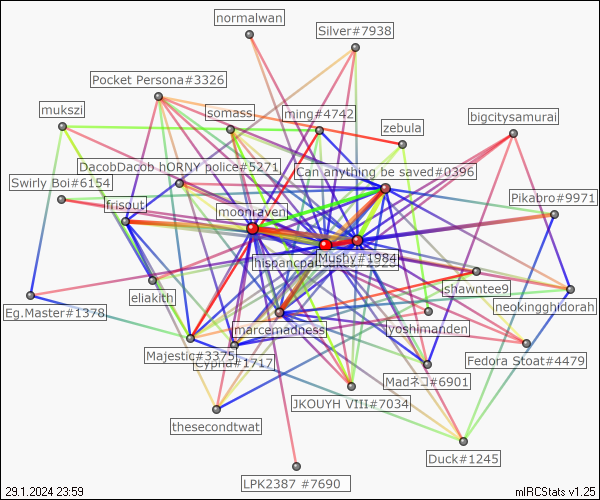 normalwan
Silver#7938
Pocket Persona#3326
mukszi
somass
ming#4742
bigcitysamurai
zebula
DacobDacob hORNY police#5271
Can anything be saved#0396
Swirly Boi#6154
frisout
Pikabro#9971
moonraven
Mushy#1984
shawntee9
eliakith
neokingghidorah
Eg.Master#1378
marcemadness
yoshimanden
Majestic#3375
Cypha#1717
Fedora Stoat#4479
Madネコ#6901
JKOUYH VIII#7034
thesecondtwat
Duck#1245
LPK2387 #7690
29.1.2024 23:59
mIRCStats v1.25